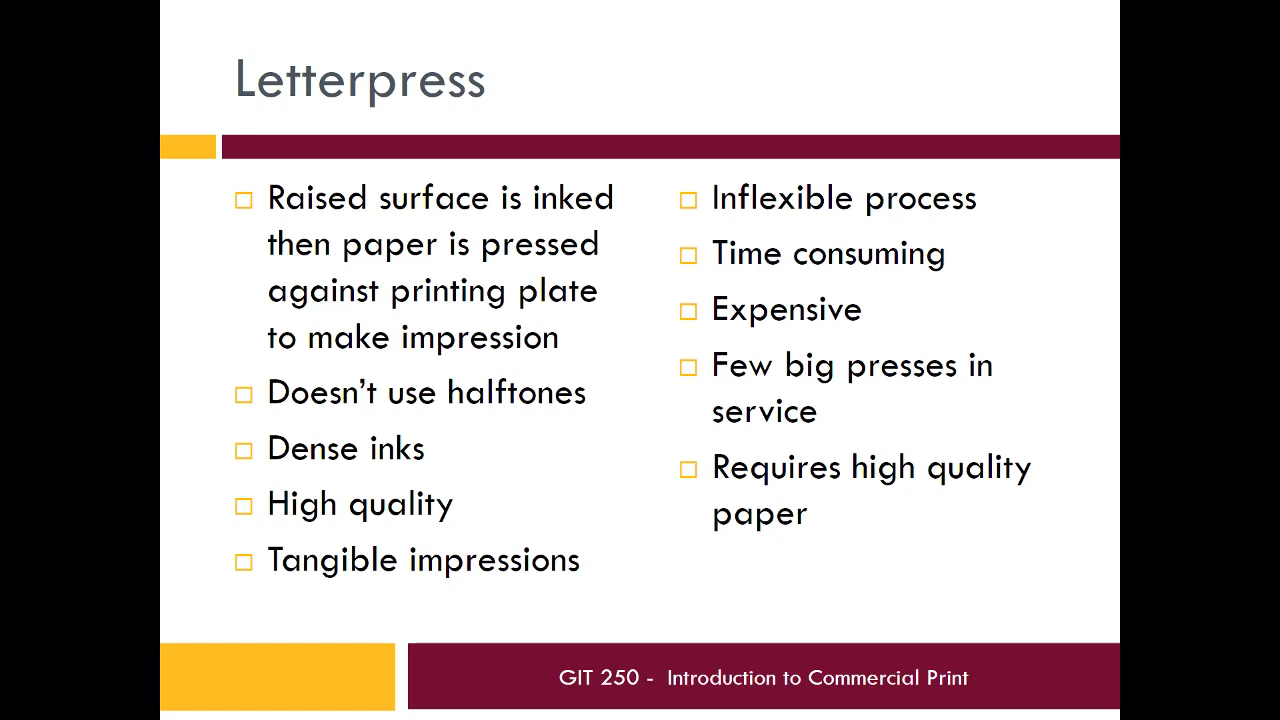 Letterpress
Raised surface is inked
then paper is pressed
against printing plate
to make impression
Doesn't use halftones
Dense inks
High quality
Tangible impressions
Inflexible process
Time consuming
Expensive
Few big presses in
service
Requires high quality
paper
GIT 250 - Introduction to Commercial Print